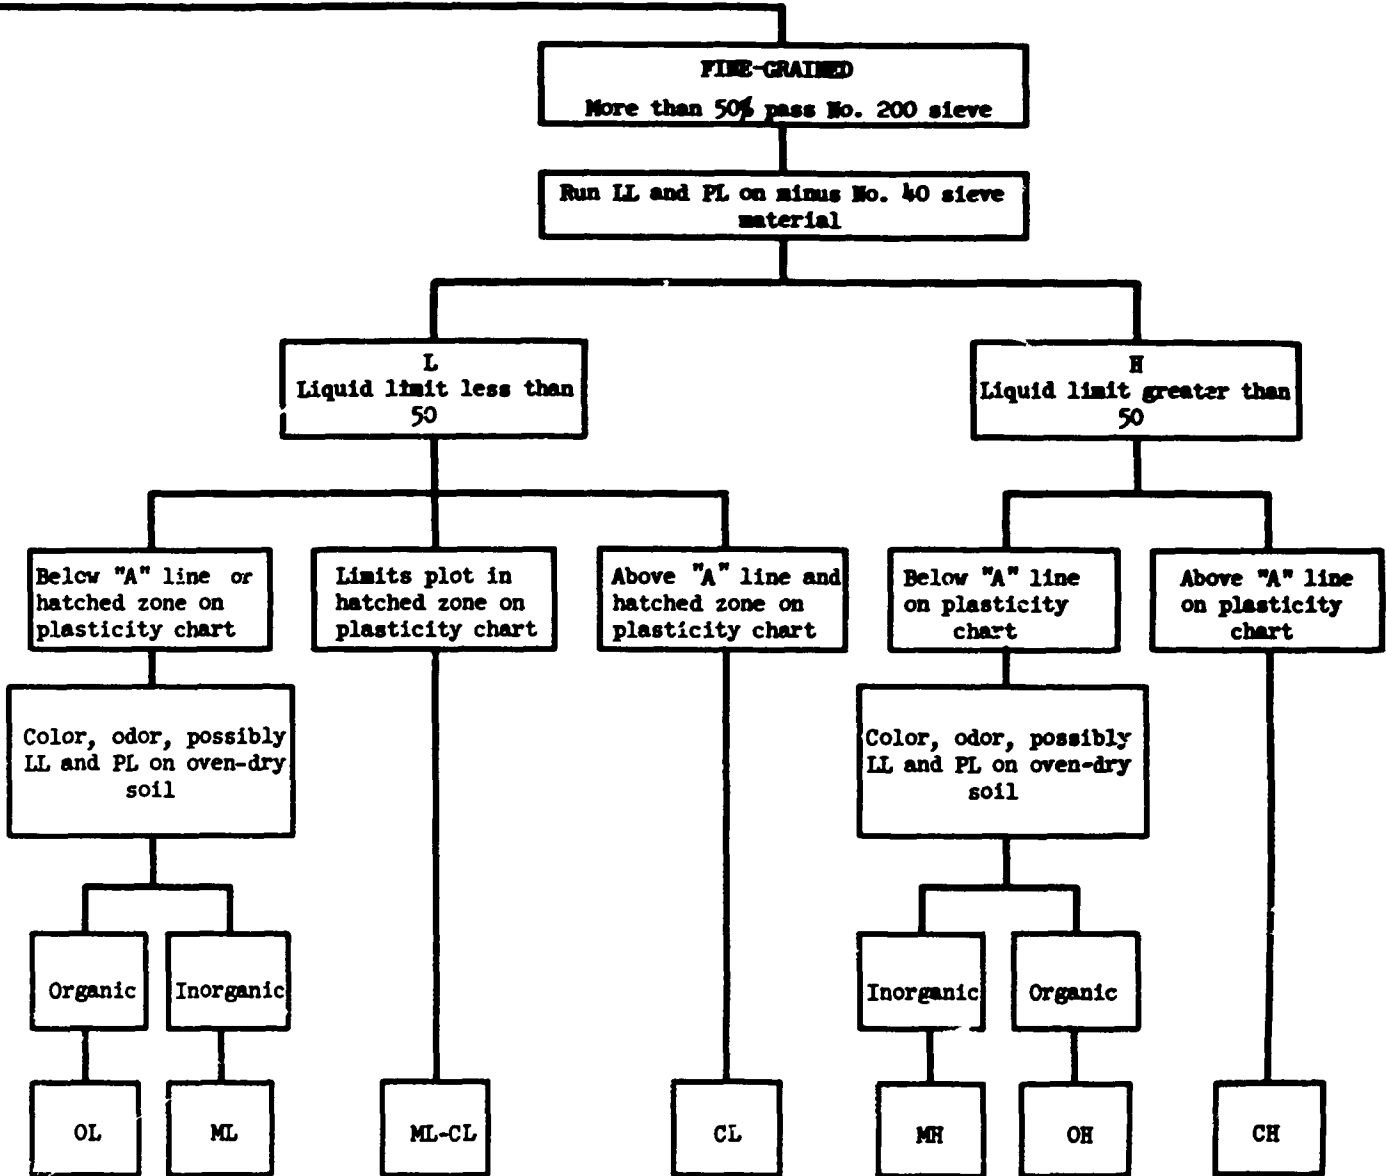 FINE-GRAINED
More than 50% pass No. 200 sieve
Run LL and PL on minus No. 40 sieve
material
L
Liquid limit less than
50
H
Liquid limit greater than
50
Below "A" line or
hatched zone on
plasticity chart
Limits plot in
hatched zone on
plasticity chart
Above "A" line and
hatched zone on
plasticity chart
Below "A" line
on plasticity
chart
Above "A" line
on plasticity
chart
Color, odor, possibly
LL and PL on oven-dry
soil
Color, odor, possibly
LL and PL on oven-dry
soil
Organic
Inorganic
Inorganic
Organic
OL
ML
ML-CL
CL
MH
OH
CH